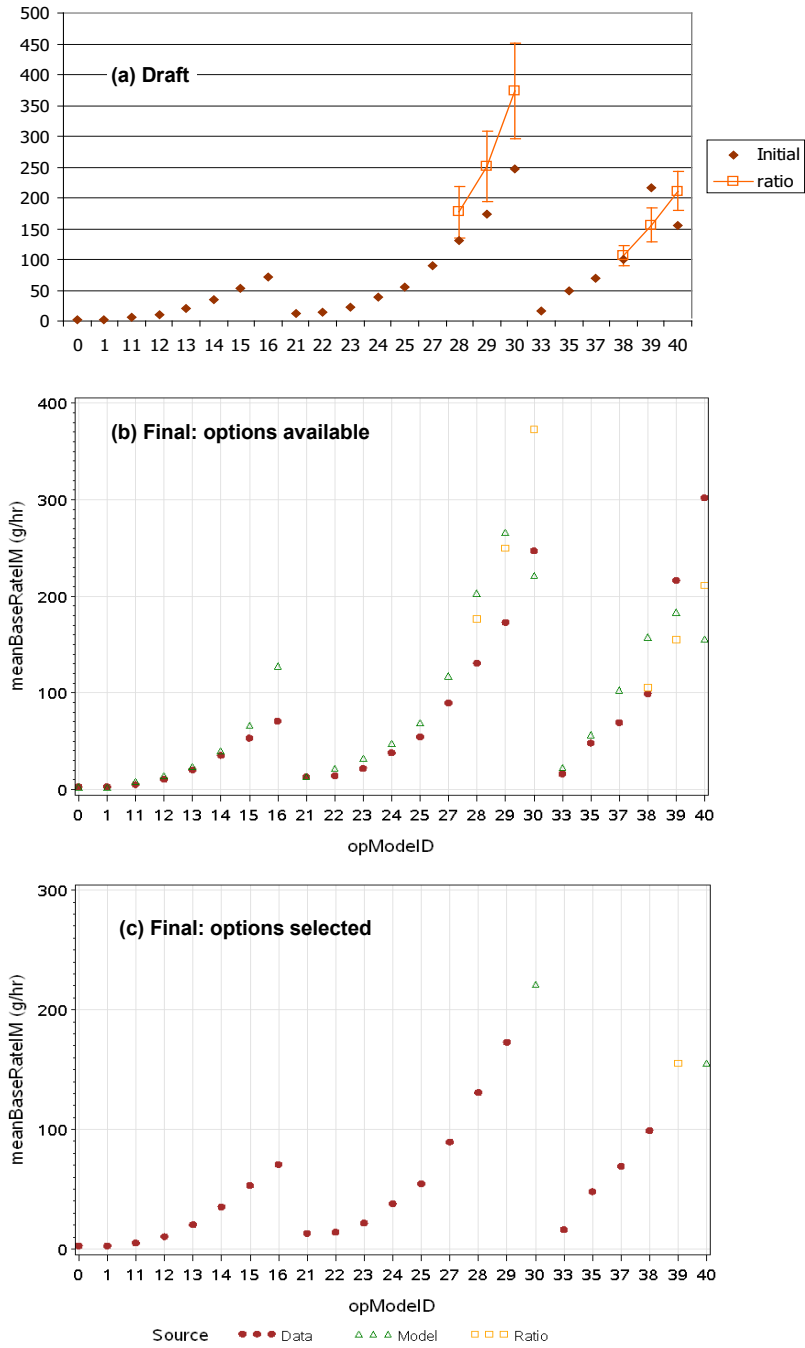 500
450
400
350
300
250
200
150
100
50
0
(a) Draft
Initial
ratio
0 1 11 12 13 14 15 16 21 22 23 24 25 27 28 29 30 33 35 37 38 39 40
(b) Final: options available
meanBaseRateIM (g/hr)
400
300
200
100
0
0 1 11 12 13 14 15 16 21 22 23 24 25 27 28 29 30 33 35 37 38 39 40
opModeID
(c) Final: options selected
meanBaseRateIM (g/hr)
300
200
100
0
0 1 11 12 13 14 15 16 21 22 23 24 25 27 28 29 30 33 35 37 38 39 40
opModeID
Source Data Model Ratio